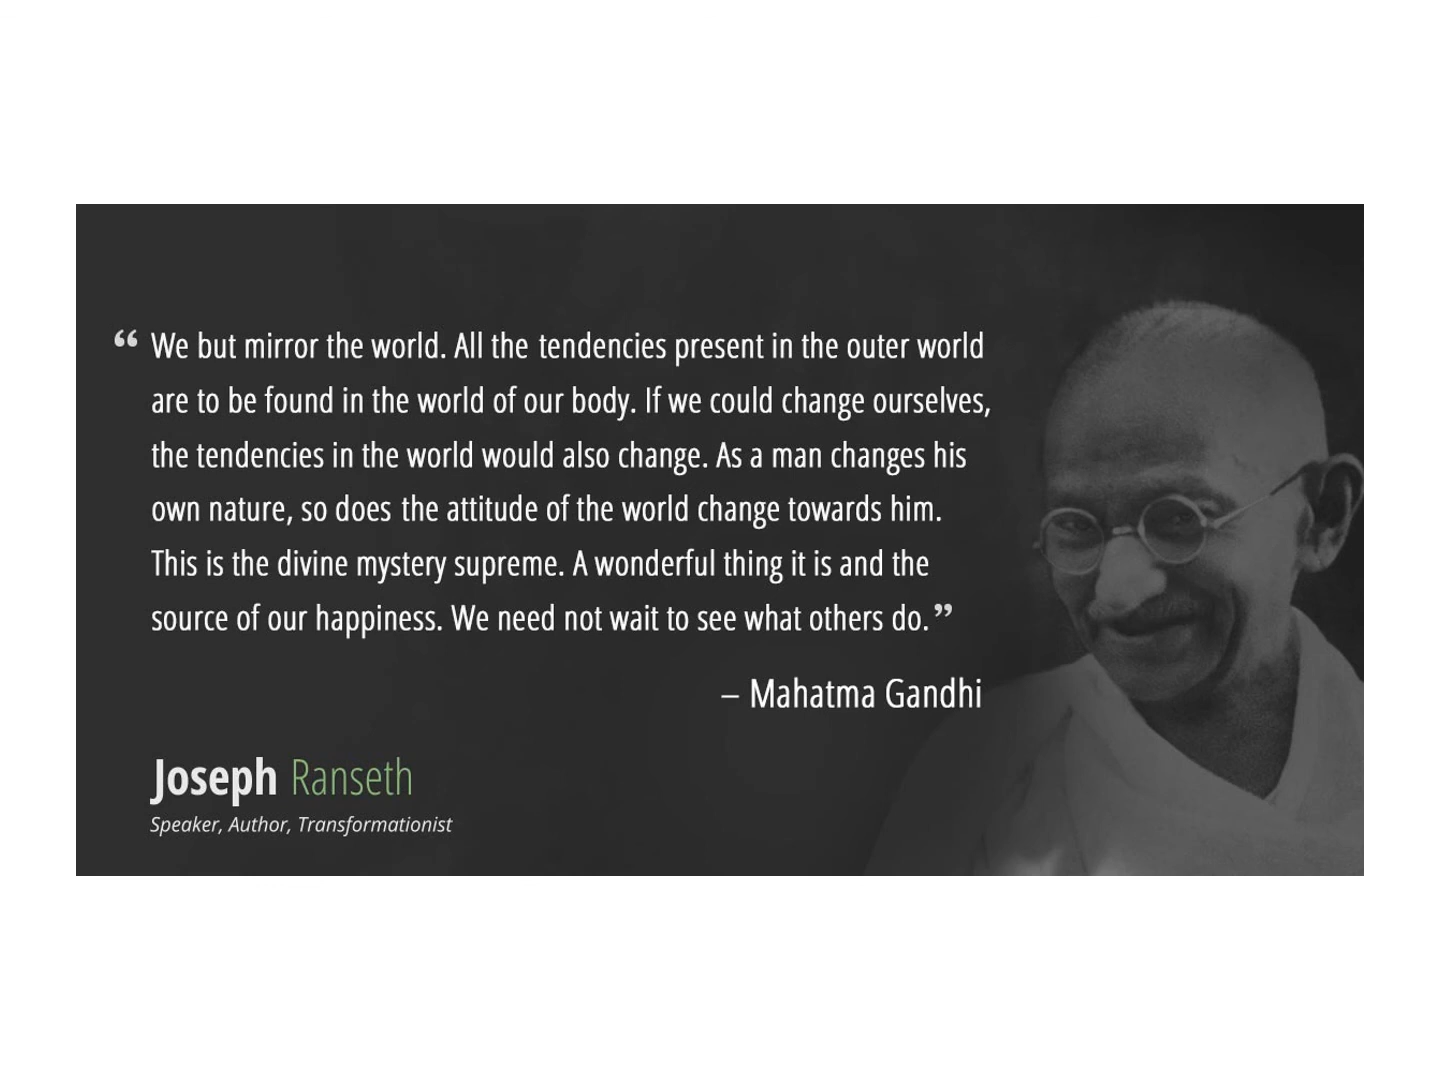 “ We but mirror the world. All the tendencies present in the outer world
are to be found in the world of our body. If we could change ourselves,
the tendencies in the world would also change. As a man changes his
own nature, so does the attitude of the world change towards him.
This is the divine mystery supreme. A wonderful thing it is and the
source of our happiness. We need not wait to see what others do.”
– Mahatma Gandhi
Joseph Ranseth
Speaker, Author, Transformationist